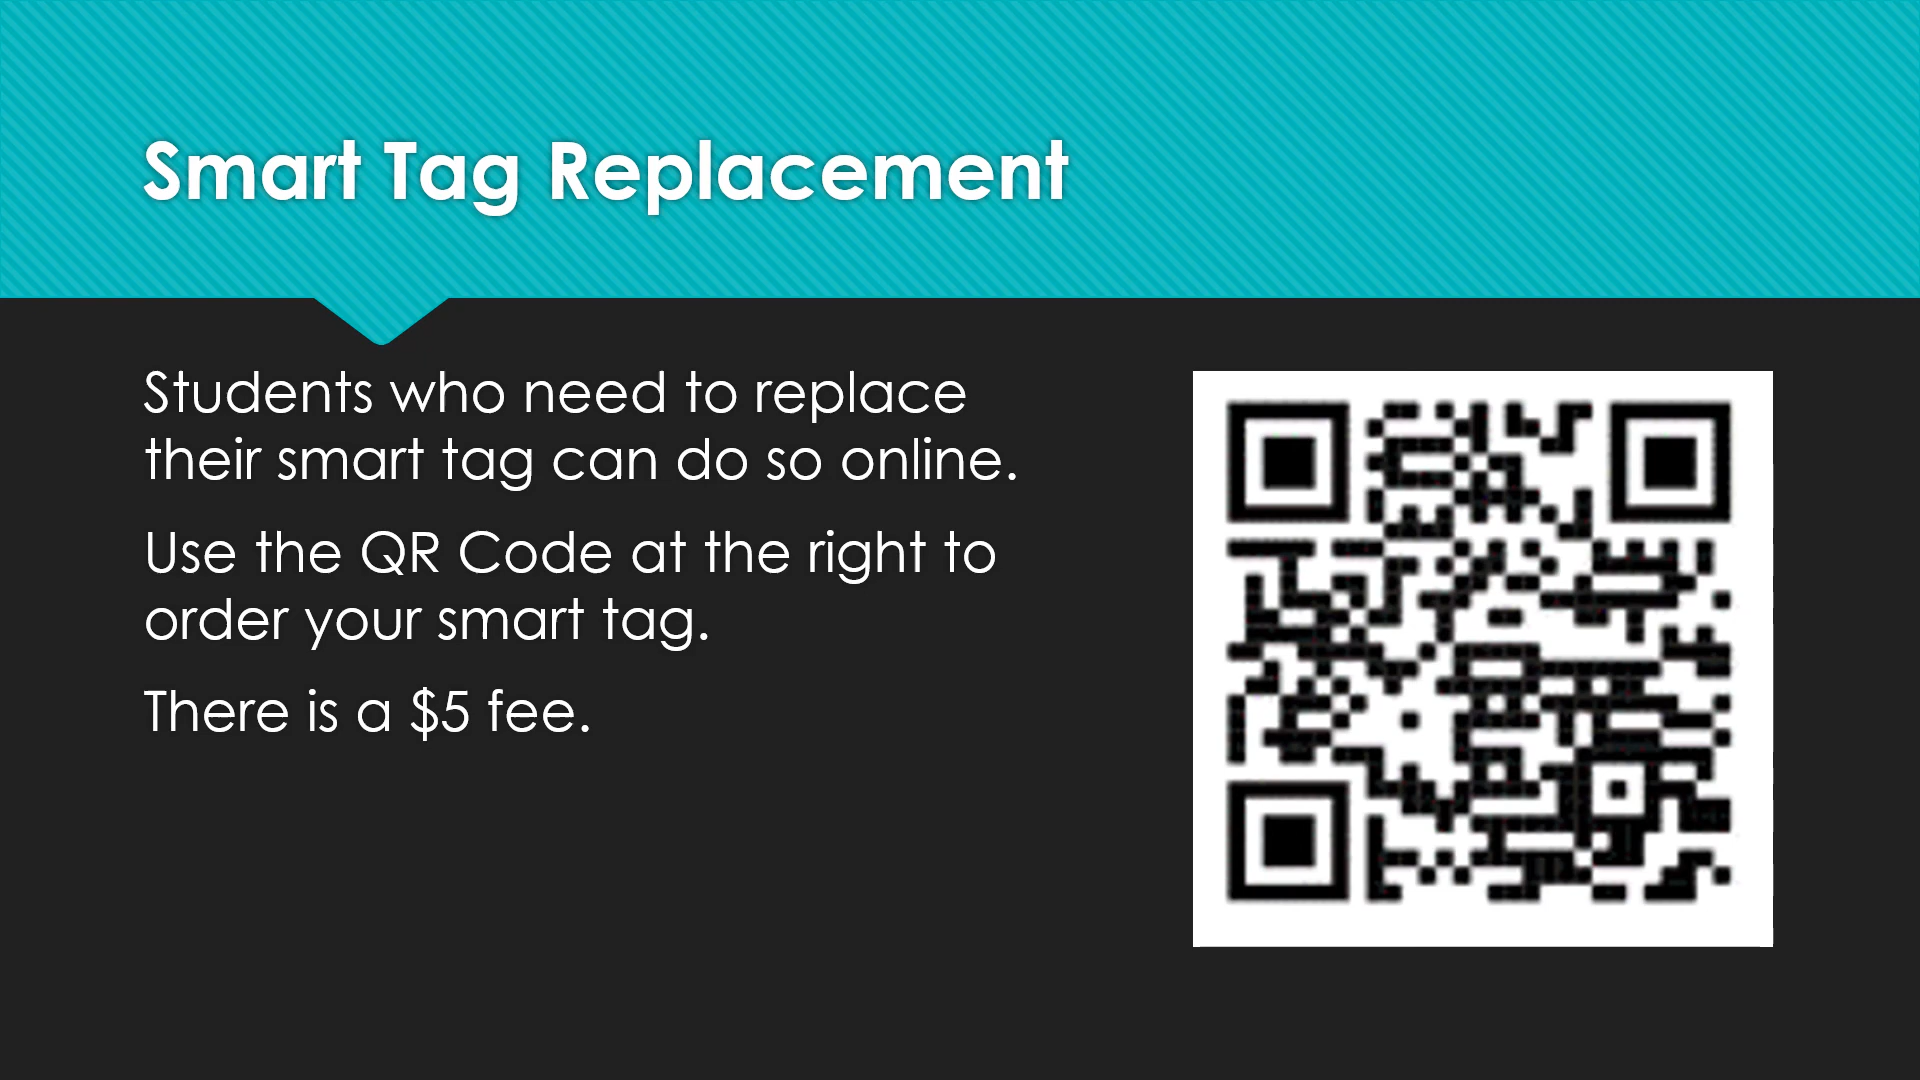 Smart Tag Replacement
Students who need to replace
their smart tag can do so online.
Use the QR Code at the right to
order your smart tag.
There is a $5 fee.